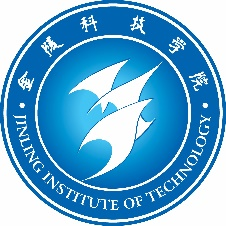 金陵科技学院
JINLING INSTITUTE OF TECHNOLOGY